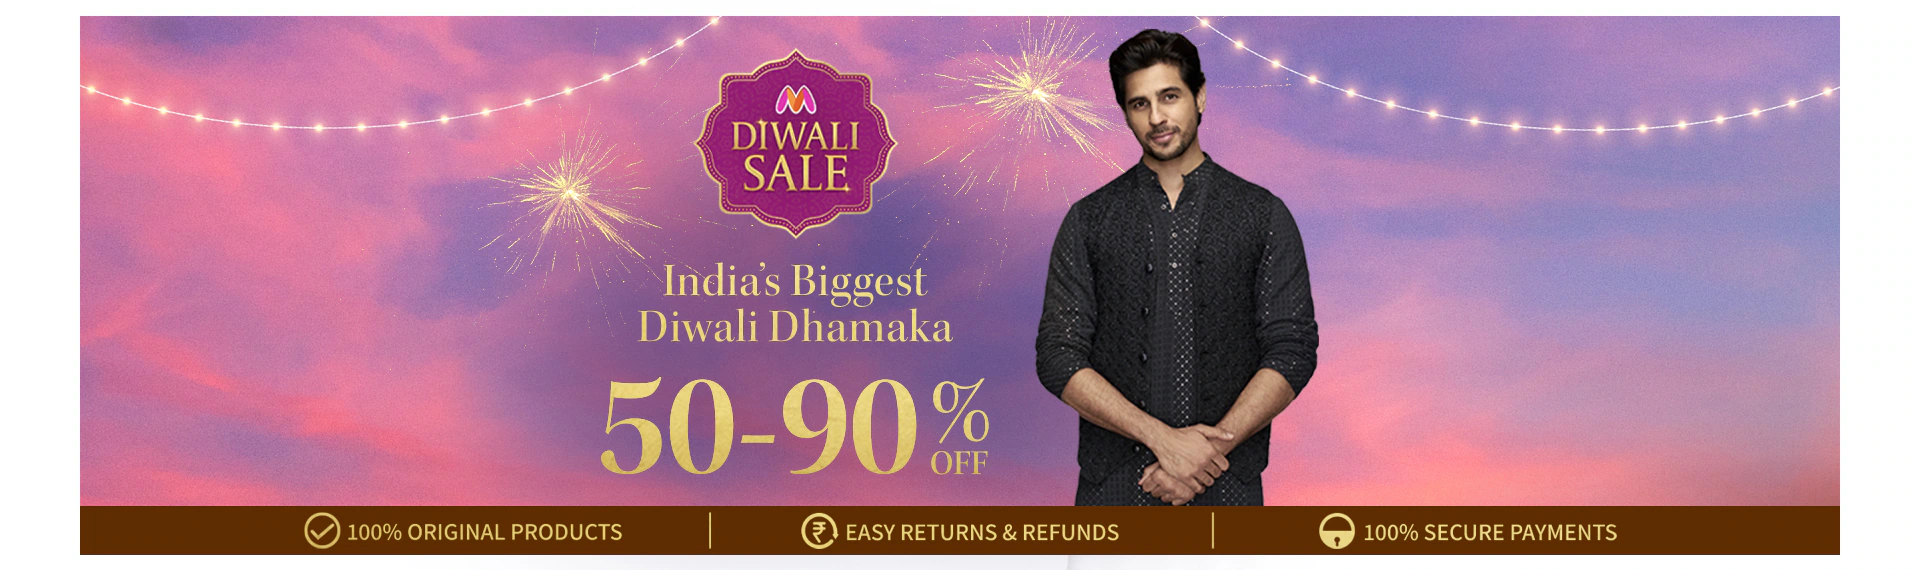 DIWALI
SALE
India’s Biggest
Diwali Dhamaka
50-90%
OFF
100% ORIGINAL PRODUCTS
EASY RETURNS & REFUNDS
100% SECURE PAYMENTS